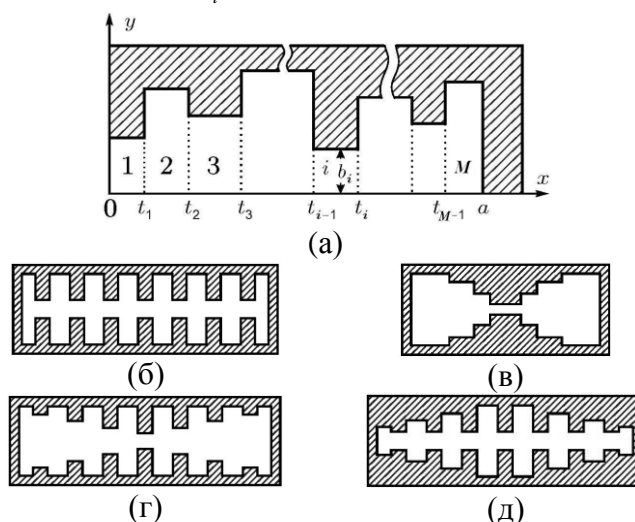 y
1 2 3 i b_i M x
0 t_1 t_2 t_3 t_{i-1} t_i t_{M-1} a
(а)
(б) (в)
(г) (д)